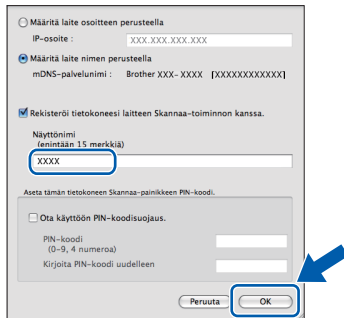 Määritä laite osoitteen perusteella
IP-osoite : XXX.XXX.XXX.XXX
Määritä laite nimen perusteella
mDNS-palvelunimi : Brother XXX-XXXX [XXXXXXXXXXXX]
Rekisteröi tietokoneesi laitteen Skannaa-toiminnon kanssa.
Näyttönimi
(enintään 15 merkkiä)
XXXX
Aseta tämän tietokoneen Skannaa-painikkeen PIN-koodi.
Ota käyttöön PIN-koodisuojaus.
PIN-koodi
(0-9, 4 numeroa)
Kirjoita PIN-koodi uudelleen
Peruuta OK